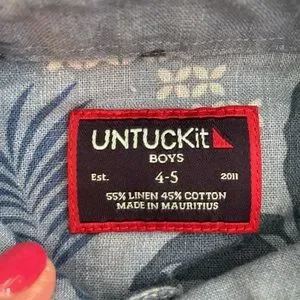 UNTUCKit
BOYS
Est. 4-5 2011
55% LINEN 45% COTTON
MADE IN MAURITIUS